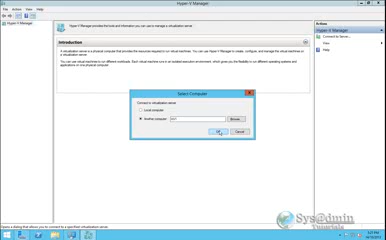 Hyper-V Manager
File Action View Help
Hyper-V Manager
Hyper-V Manager provides the tools and information you can use to manage a virtualization server.
Introduction
A virtualization server is a physical computer that provides the resources required to run virtual machines. You can use Hyper-V Manager to create, configure, and manage the virtual machines on
a virtualization server.
You can use virtual machines to run different workloads. Each virtual machine runs in an isolated execution environment, which gives you the flexibility to run different operating systems and
applications on one physical computer.
Actions
Hyper-V Manager
Connect to Server...
View
Help
Select Computer
Connect to virtualization server
Local computer
Another computer:
Browse...
OK
Cancel
Opens a dialog that allows you to connect to a specified virtualization server.
Sys@dmin
Tutorials